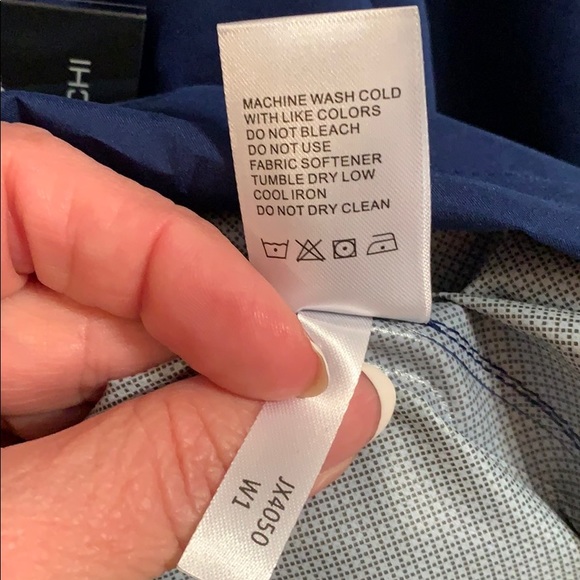 CHI
MACHINE WASH COLD
WITH LIKE COLORS
DO NOT BLEACH
DO NOT USE
FABRIC SOFTENER
TUMBLE DRY LOW
COOL IRON
DO NOT DRY CLEAN
JX4050
W1